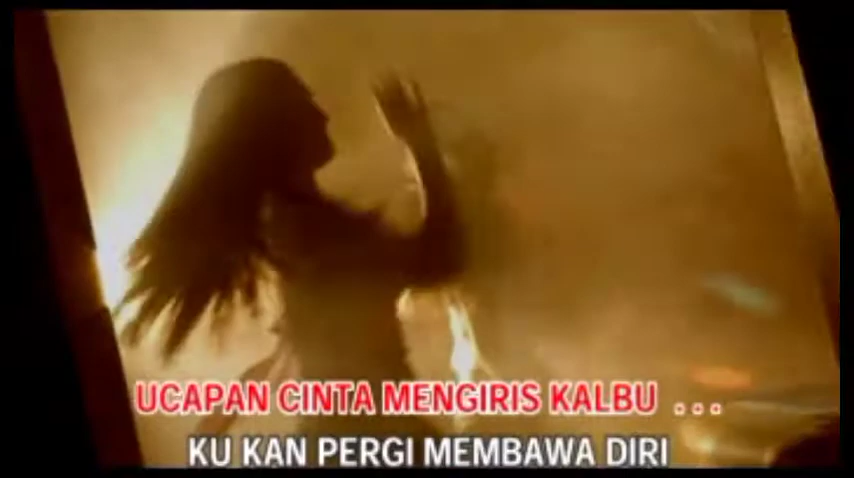 UCAPAN CINTA MENGIRIS KALBU ...
KU KAN PERGI MEMBAWA DIRI